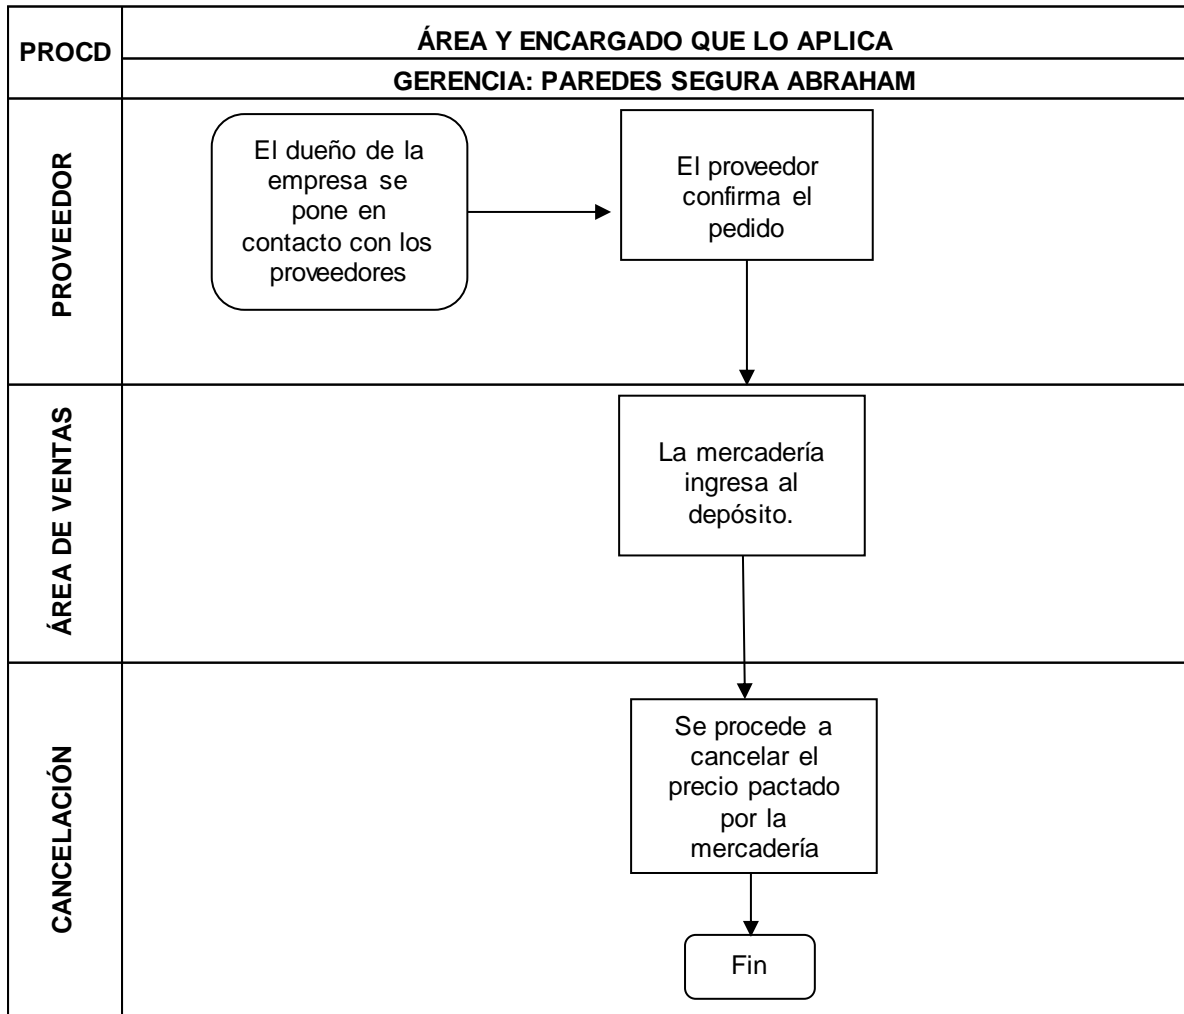 PROCD
ÁREA Y ENCARGADO QUE LO APLICA
GERENCIA: PAREDES SEGURA ABRAHAM
PROVEEDOR
El dueño de la
empresa se
pone en
contacto con los
proveedores
El proveedor
confirma el
pedido
ÁREA DE VENTAS
La mercadería
ingresa al
depósito.
CANCELACIÓN
Se procede a
cancelar el
precio pactado
por la
mercadería
Fin